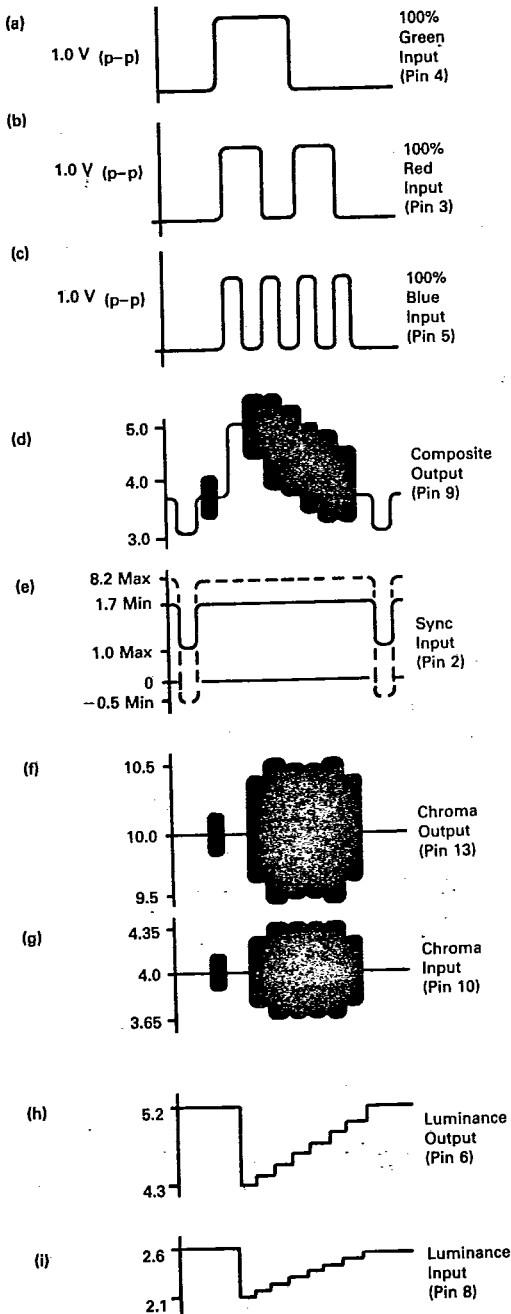 (a)
1.0 V (p–p)
100%
Green
Input
(Pin 4)
(b)
1.0 V (p–p)
100%
Red
Input
(Pin 3)
(c)
1.0 V (p–p)
100%
Blue
Input
(Pin 5)
(d)
5.0
4.0
3.0
Composite
Output
(Pin 9)
(e)
8.2 Max
1.7 Min
1.0 Max
0
−0.5 Min
Sync
Input
(Pin 2)
(f)
10.5
10.0
9.5
Chroma
Output
(Pin 13)
(g)
4.35
4.0
3.65
Chroma
Input
(Pin 10)
(h)
5.2
4.3
Luminance
Output
(Pin 6)
(i)
2.6
2.1
Luminance
Input
(Pin 8)